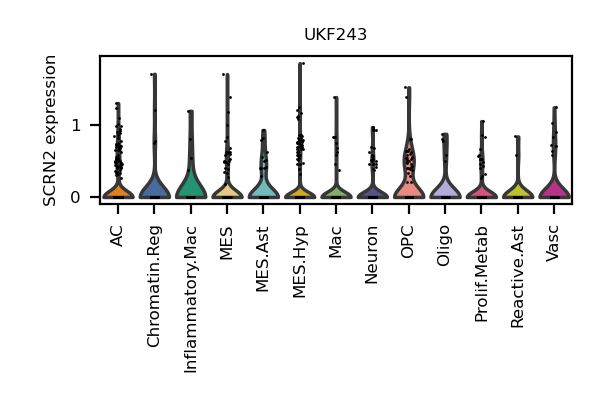 UKF243
SCRN2 expression
1
0
AC
Chromatin.Reg
Inflammatory.Mac
MES
MES.Ast
MES.Hyp
Mac
Neuron
OPC
Oligo
Prolif.Metab
Reactive.Ast
Vasc